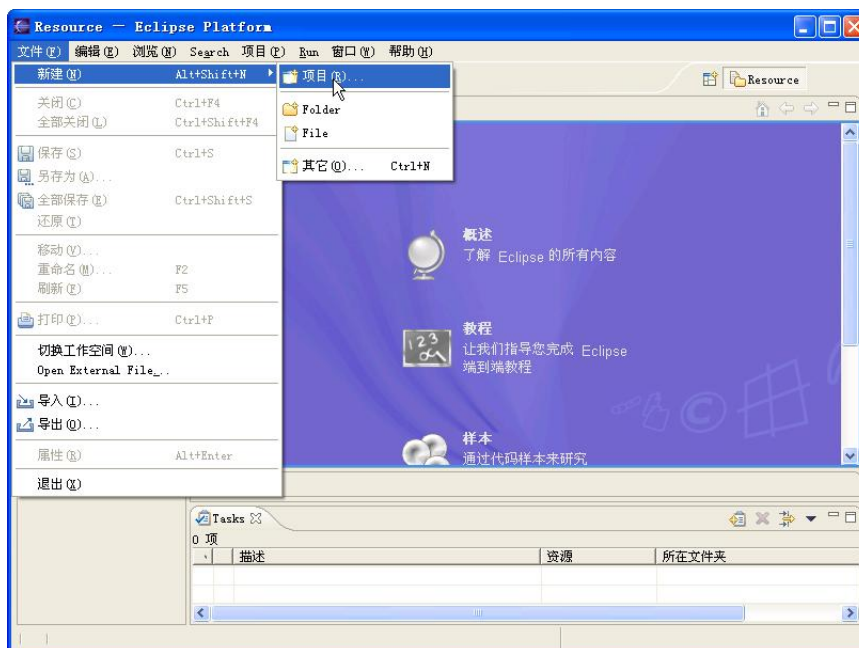 Resource - Eclipse Platform
文件(F) 编辑(E) 浏览(N) Search 项目(P) Run 窗口(W) 帮助(H)
新建(N) Alt+Shift+N
项目(R)...
Resource
关闭(C) Ctrl+F4
Folder
全部关闭(L) Ctrl+Shift+F4
File
保存(S) Ctrl+S
其它(O)... Ctrl+N
另存为(A)...
全部保存(E) Ctrl+Shift+S
还原(T)
概述
移动(V)...
了解 Eclipse 的所有内容
重命名(M)... F2
刷新(F) F5
打印(P)... Ctrl+P
教程
切换工作空间(W)...
让我们指导您完成 Eclipse
端到端教程
Open External File...
导入(I)...
导出(O)...
样本
属性(R) Alt+Enter
通过代码样本来研究
退出(X)
Tasks
0 项
描述 资源 所在文件夹